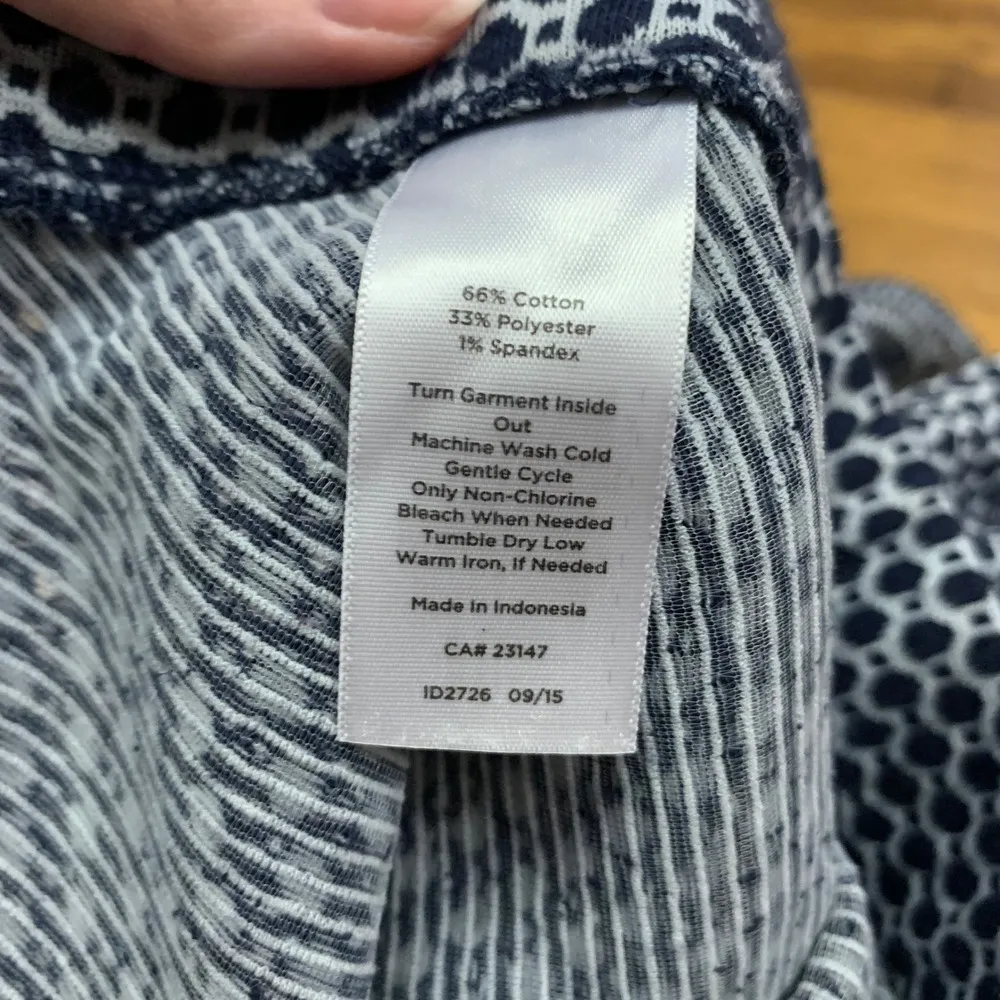 66% Cotton
33% Polyester
1% Spandex
Turn Garment Inside
Out
Machine Wash Cold
Gentle Cycle
Only Non-Chlorine
Bleach When Needed
Tumble Dry Low
Warm Iron, If Needed
Made In Indonesia
CA# 23147
ID2726 09/15